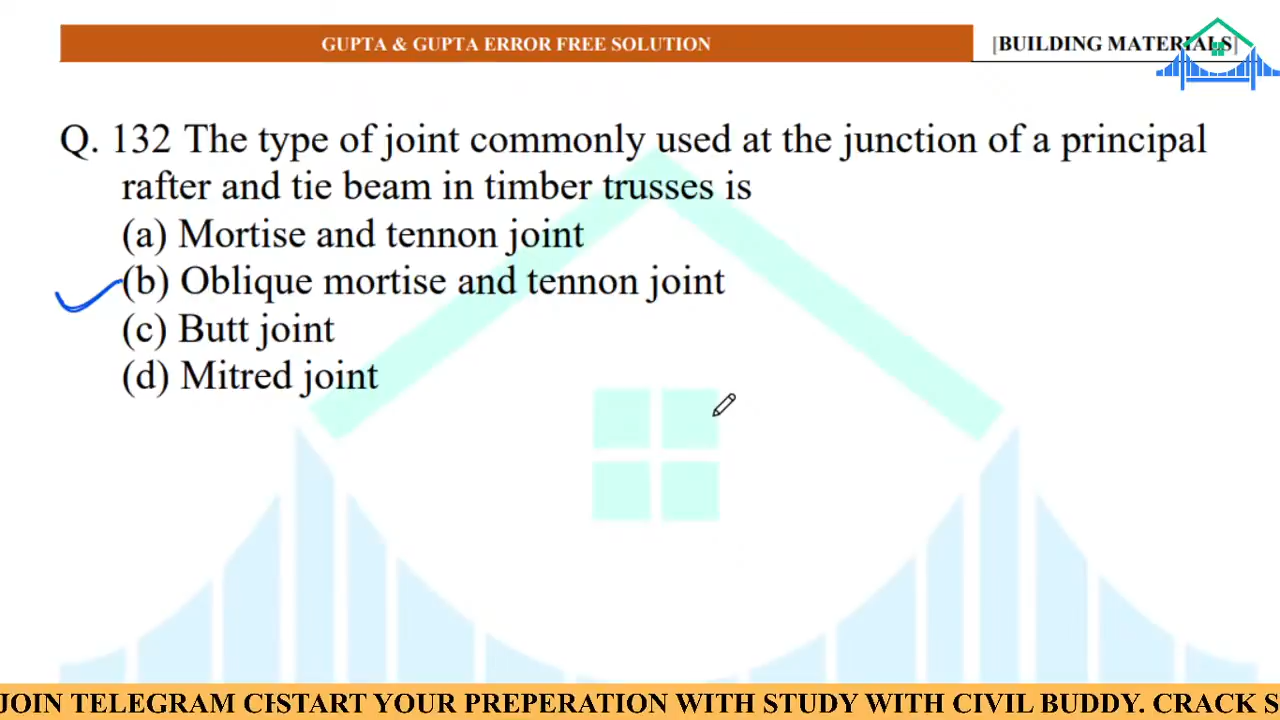 GUPTA & GUPTA ERROR FREE SOLUTION
[BUILDING MATERIALS]
Q. 132 The type of joint commonly used at the junction of a principal
rafter and tie beam in timber trusses is
(a) Mortise and tennon joint
(b) Oblique mortise and tennon joint
(c) Butt joint
(d) Mitred joint
JOIN TELEGRAM CHSTART YOUR PREPERATION WITH STUDY WITH CIVIL BUDDY. CRACK S